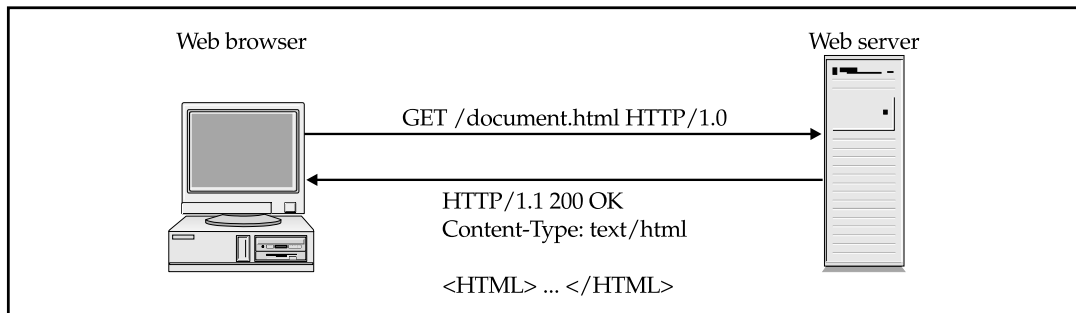 Web browser
Web server
GET /document.html HTTP/1.0
HTTP/1.1 200 OK
Content-Type: text/html
<HTML> ... </HTML>